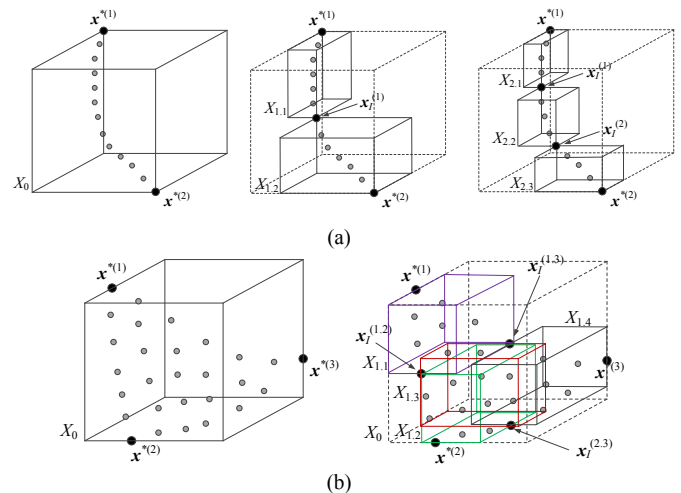 x*(1)
X0
x*(2)
x*(1)
X1.1
xI(1)
X1.2
x*(2)
x*(1)
X2.1
xI(1)
X2.2
xI(2)
X2.3
x*(2)
(a)
x*(1)
x*(3)
X0
x*(2)
x*(1)
xI(1.3)
xI(1.2)
X1.4
X1.1
x(3)
X1.3
X0
X1.2
x*(2)
xI(2.3)
(b)